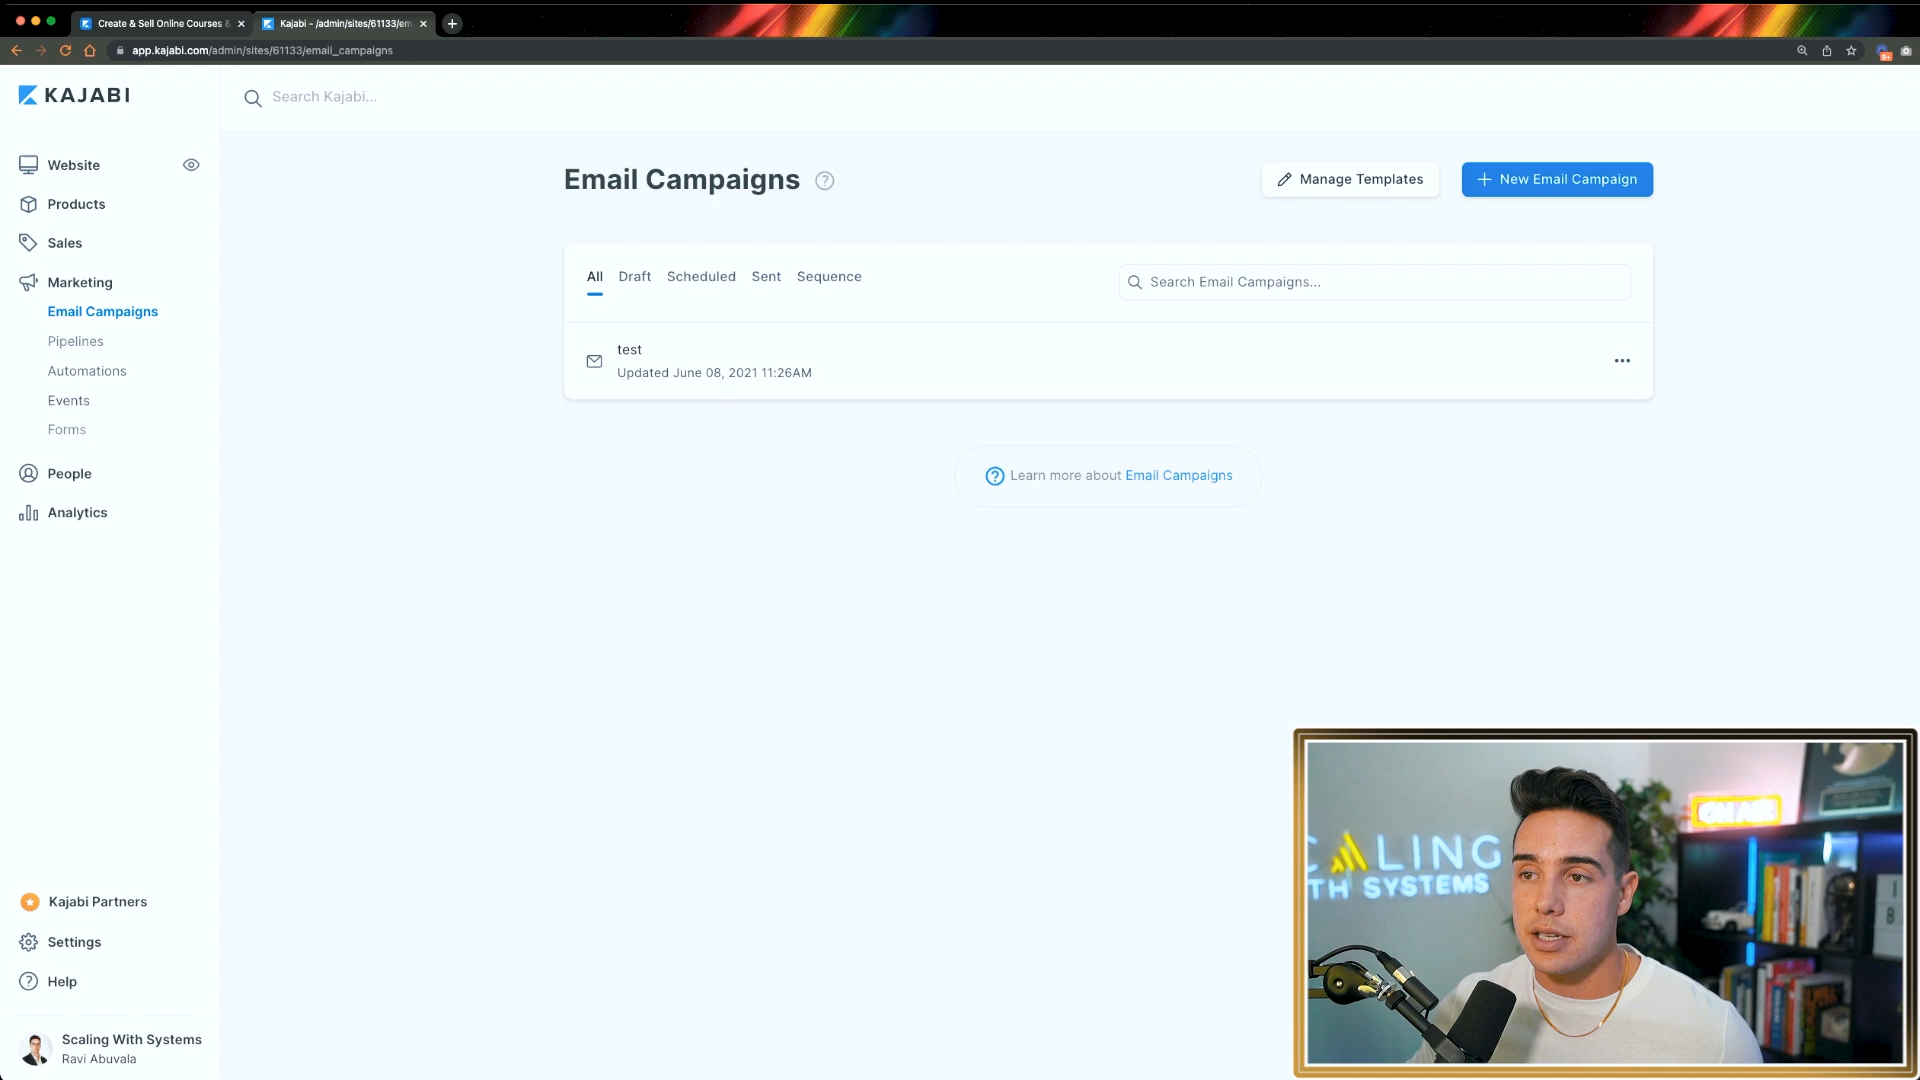 Create & Sell Online Courses &
Kajabi - /admin/sites/61133/em
app.kajabi.com/admin/sites/61133/email_campaigns
KAJABI
Search Kajabi...
Website
Products
Sales
Marketing
Email Campaigns
Pipelines
Automations
Events
Forms
People
Analytics
Kajabi Partners
Settings
Help
Scaling With Systems
Ravi Abuvala
Email Campaigns
Manage Templates
New Email Campaign
All Draft Scheduled Sent Sequence
Search Email Campaigns...
test
Updated June 08, 2021 11:26AM
Learn more about Email Campaigns
CALING
TH SYSTEMS
ON AIR